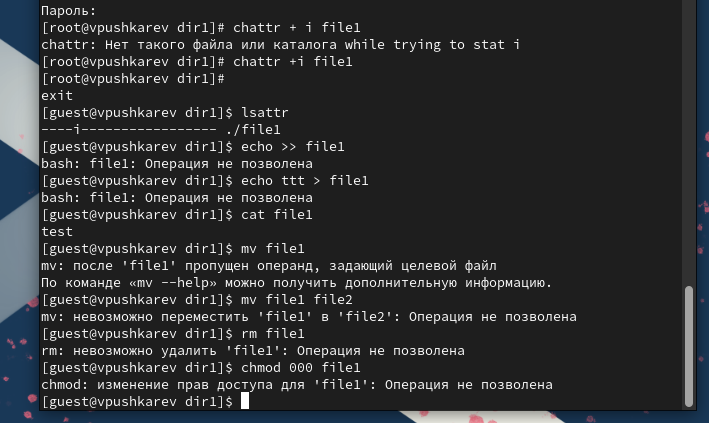 Пароль:
[root@vpushkarev dir1]# chattr + i file1
chattr: Нет такого файла или каталога while trying to stat i
[root@vpushkarev dir1]# chattr +i file1
[root@vpushkarev dir1]#
exit
[guest@vpushkarev dir1]$ lsattr
----i----------------- ./file1
[guest@vpushkarev dir1]$ echo >> file1
bash: file1: Операция не позволена
[guest@vpushkarev dir1]$ echo ttt > file1
bash: file1: Операция не позволена
[guest@vpushkarev dir1]$ cat file1
test
[guest@vpushkarev dir1]$ mv file1
mv: после 'file1' пропущен операнд, задающий целевой файл
По команде «mv --help» можно получить дополнительную информацию.
[guest@vpushkarev dir1]$ mv file1 file2
mv: невозможно переместить 'file1' в 'file2': Операция не позволена
[guest@vpushkarev dir1]$ rm file1
rm: невозможно удалить 'file1': Операция не позволена
[guest@vpushkarev dir1]$ chmod 000 file1
chmod: изменение прав доступа для 'file1': Операция не позволена
[guest@vpushkarev dir1]$